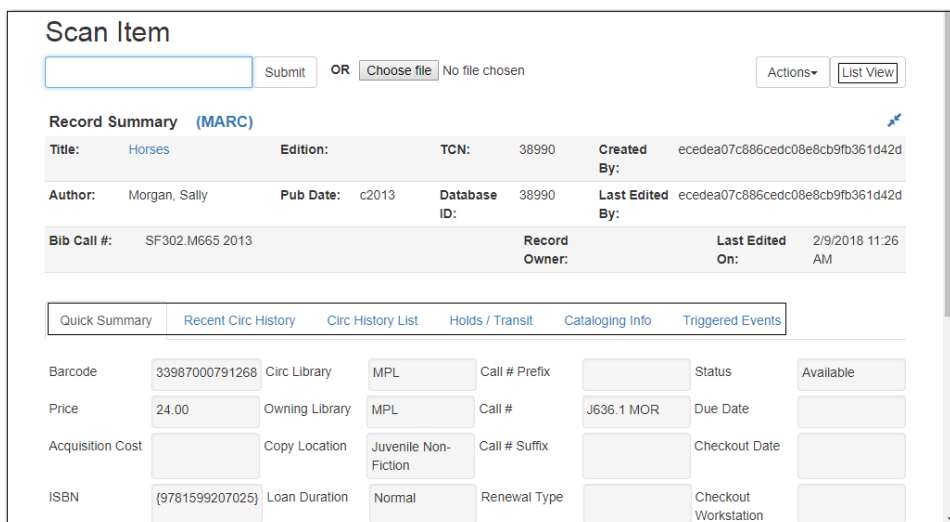 Scan Item
Submit OR Choose file No file chosen Actions List View
Record Summary (MARC)
Title: Horses Edition: TCN: 38990 Created By: ecedea07c886cedc08e8cb9fb361d42d
Author: Morgan, Sally Pub Date: c2013 Database ID: 38990 Last Edited By: ecedea07c886cedc08e8cb9fb361d42d
Bib Call #: SF302.M665 2013 Record Owner: Last Edited On: 2/9/2018 11:26 AM
Quick Summary Recent Circ History Circ History List Holds / Transit Cataloging Info Triggered Events
Barcode 33987000791268 Circ Library MPL Call # Prefix Status Available
Price 24.00 Owning Library MPL Call # J636.1 MOR Due Date
Acquisition Cost Copy Location Juvenile Non-Fiction Call # Suffix Checkout Date
ISBN {9781599207025} Loan Duration Normal Renewal Type Checkout Workstation